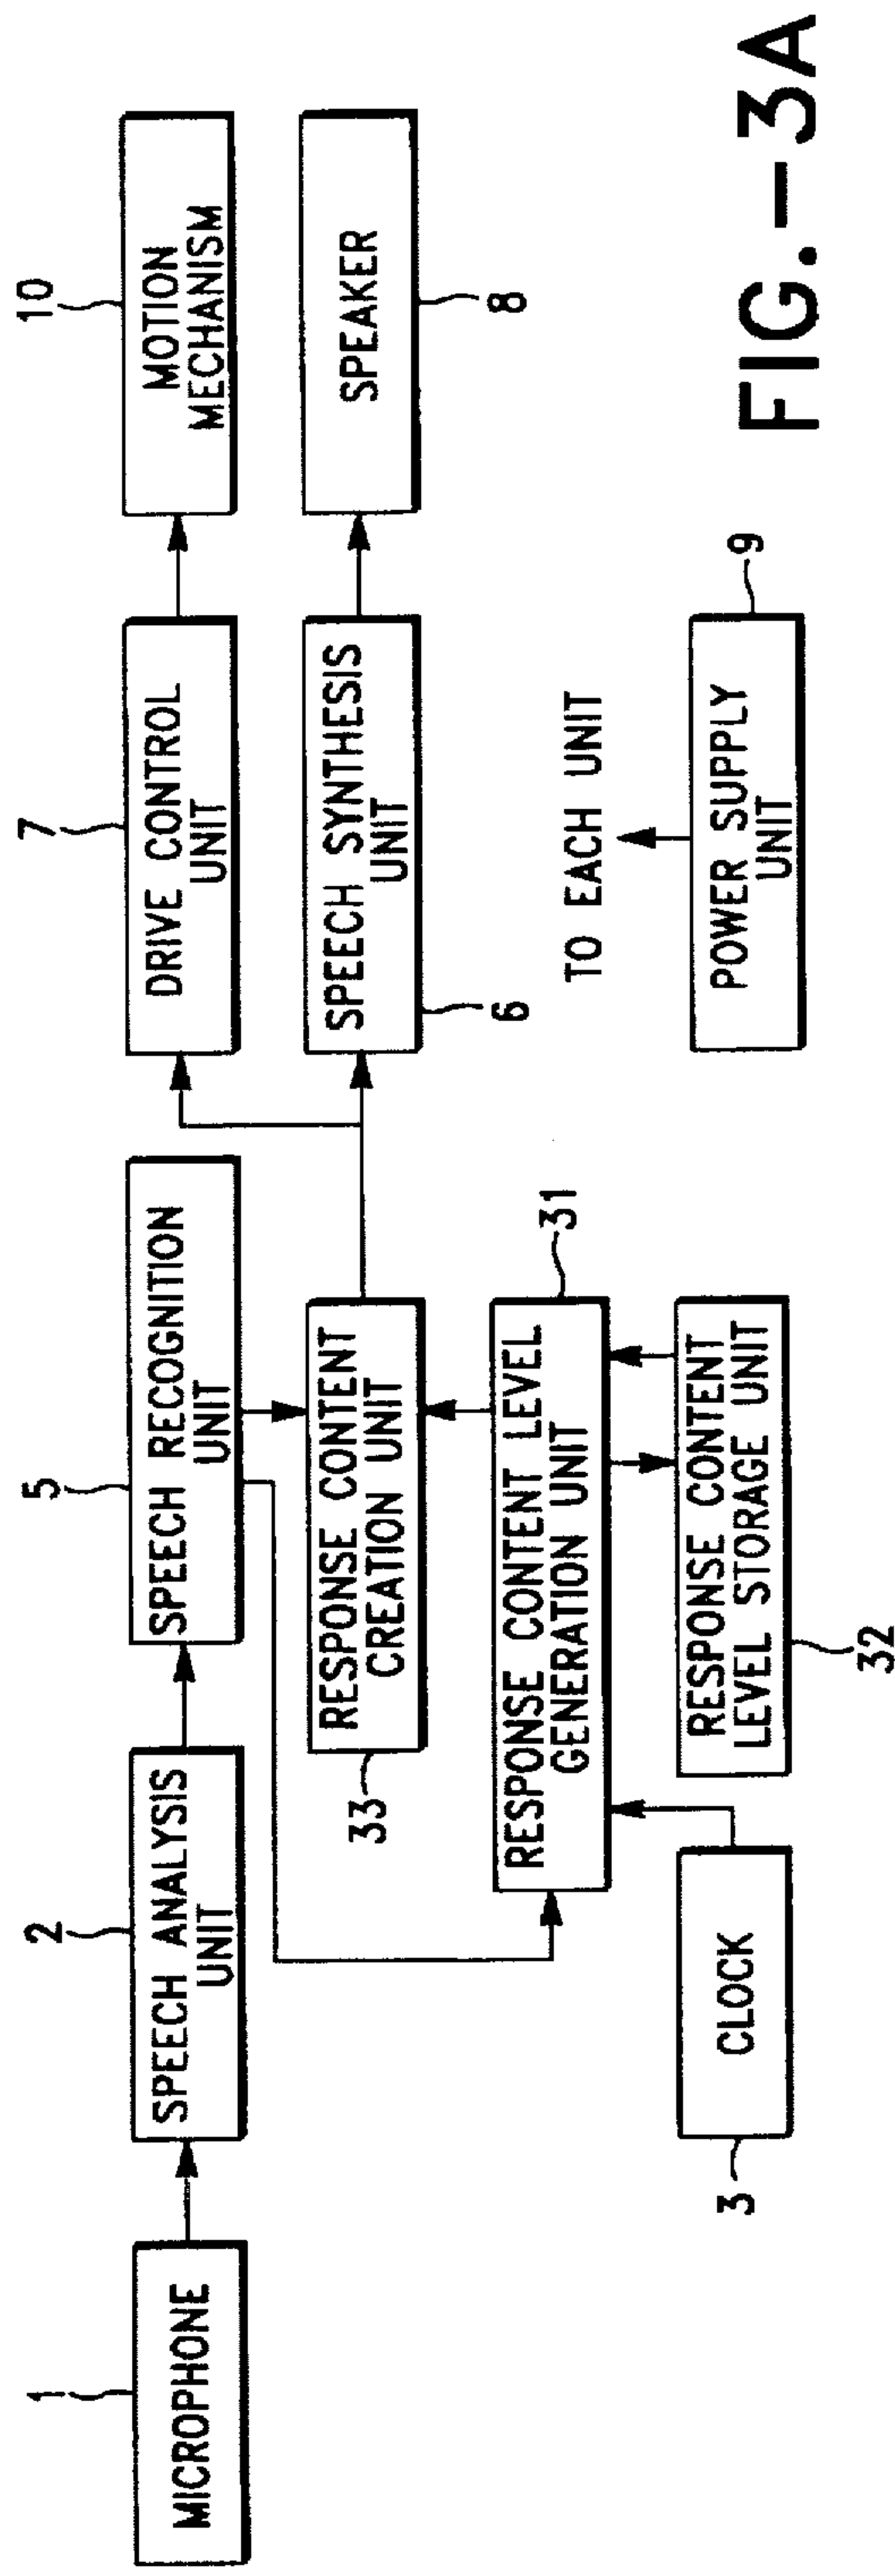 1
MICROPHONE
2
SPEECH ANALYSIS
UNIT
5
SPEECH RECOGNITION
UNIT
7
DRIVE CONTROL
UNIT
10
MOTION
MECHANISM
33
RESPONSE CONTENT
CREATION UNIT
SPEECH SYNTHESIS
UNIT
6
SPEAKER
8
31
RESPONSE CONTENT LEVEL
GENERATION UNIT
TO EACH UNIT
3
CLOCK
RESPONSE CONTENT
LEVEL STORAGE UNIT
32
POWER SUPPLY
UNIT
9
FIG.-3A